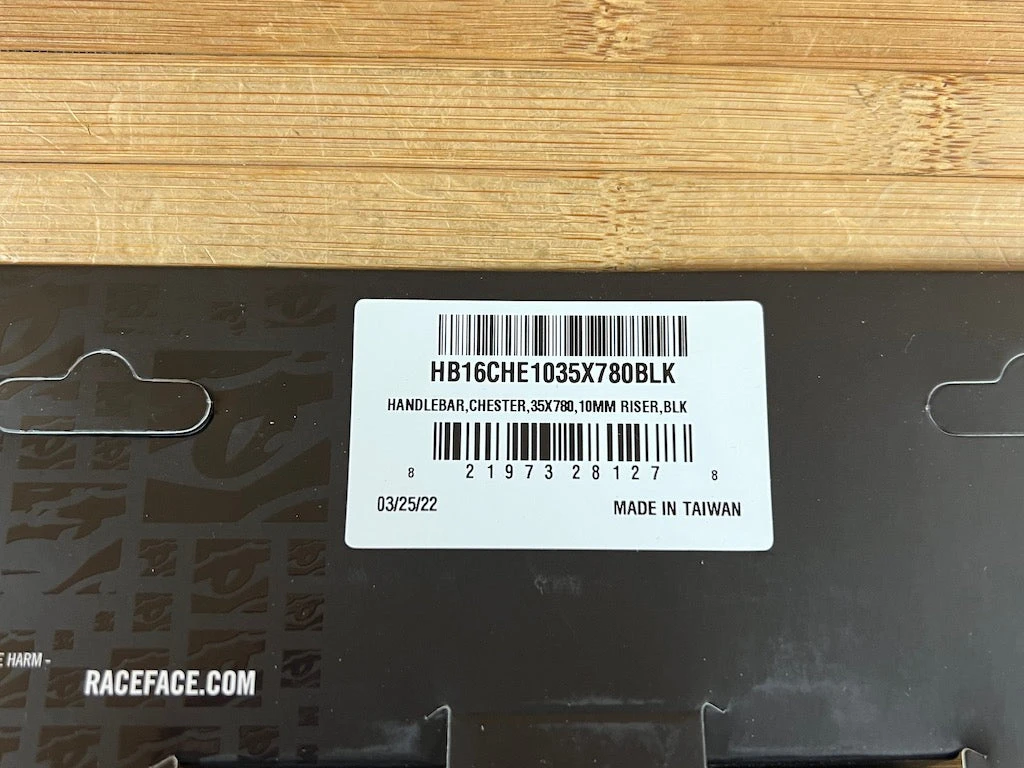 HB16CHE1035X780BLK
HANDLEBAR,CHESTER,35X780,10MM RISER,BLK
8 21973 28127 8
03/25/22 MADE IN TAIWAN
HARM -
RACEFACE.COM